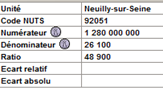 Unité Neuilly-sur-Seine
Code NUTS 92051
Numérateur 1 280 000 000
Dénominateur 26 100
Ratio 48 900
Ecart relatif
Ecart absolu